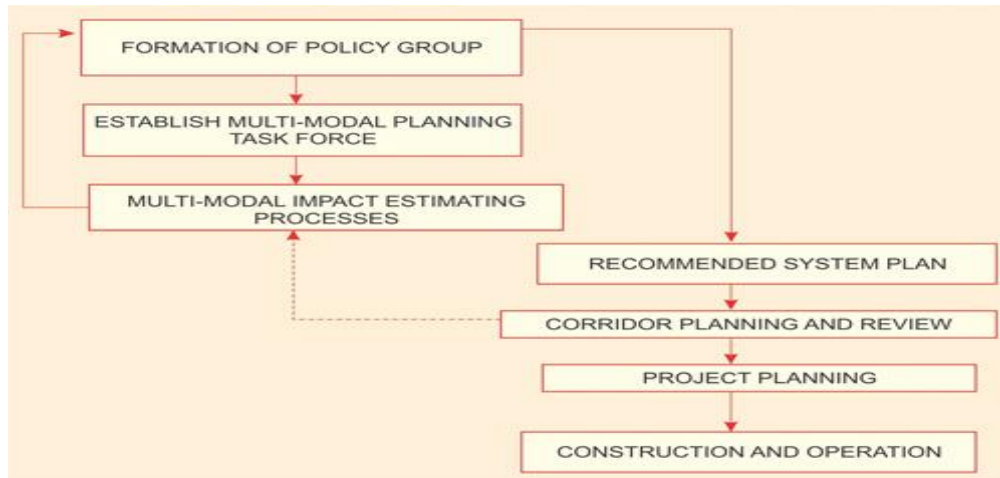 FORMATION OF POLICY GROUP
ESTABLISH MULTI-MODAL PLANNING
TASK FORCE
MULTI-MODAL IMPACT ESTIMATING
PROCESSES
RECOMMENDED SYSTEM PLAN
CORRIDOR PLANNING AND REVIEW
PROJECT PLANNING
CONSTRUCTION AND OPERATION